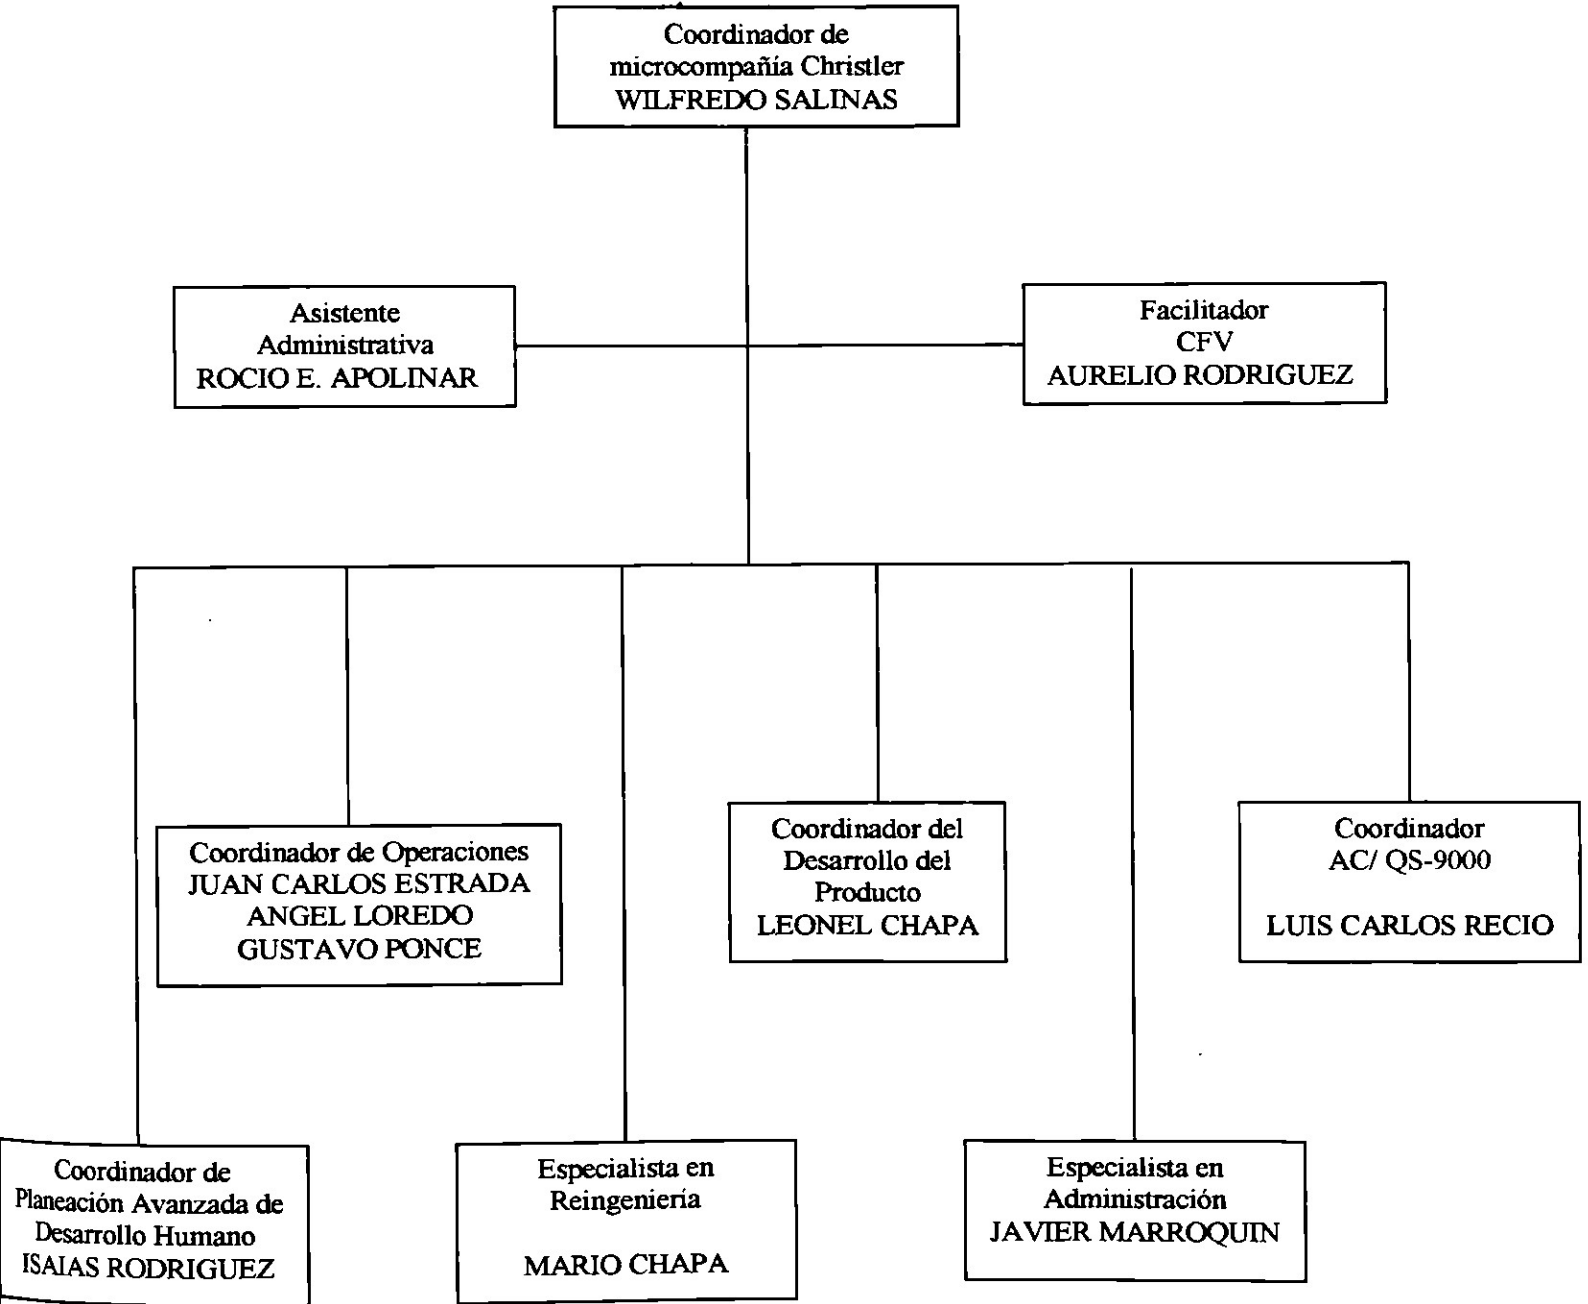 Coordinador de
microcompañía Christler
WILFREDO SALINAS
Asistente
Administrativa
ROCIO E. APOLINAR
Facilitador
CFV
AURELIO RODRIGUEZ
Coordinador de Operaciones
JUAN CARLOS ESTRADA
ANGEL LOREDO
GUSTAVO PONCE
Coordinador del
Desarrollo del
Producto
LEONEL CHAPA
Coordinador
AC/ QS-9000
LUIS CARLOS RECIO
Coordinador de
Planeación Avanzada de
Desarrollo Humano
ISAIAS RODRIGUEZ
Especialista en
Reingeniería
MARIO CHAPA
Especialista en
Administración
JAVIER MARROQUIN